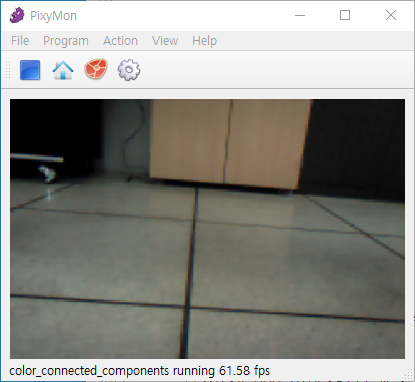 PixyMon
File Program Action View Help
color_connected_components running 61.58 fps